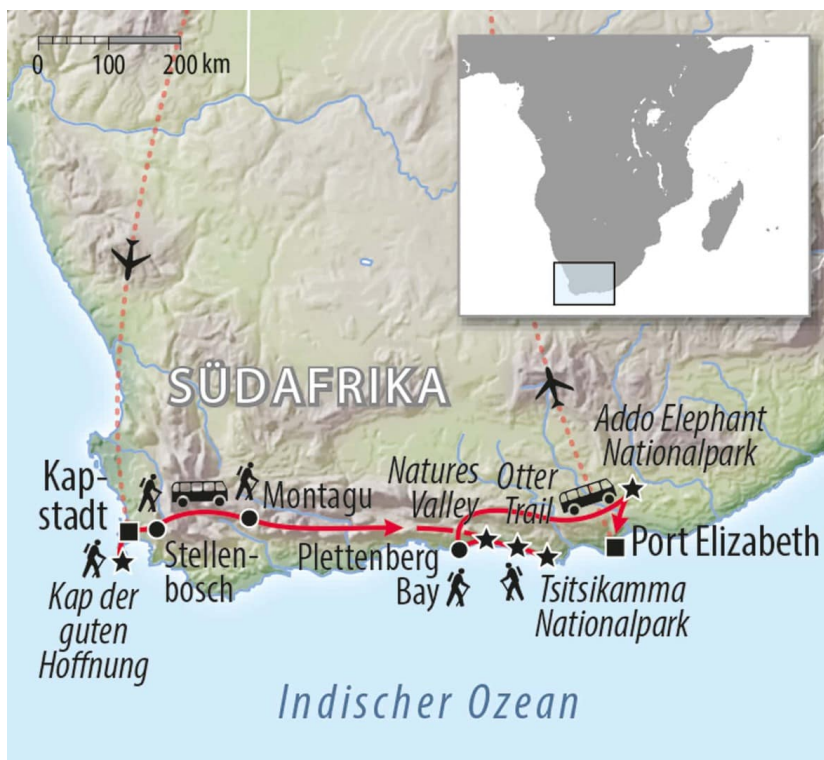 0 100 200 km
SÜDAFRIKA
Addo Elephant
Nationalpark
Kap-
stadt
Montagu
Natures
Valley
Otter
Trail
Stellen-
bosch
Plettenberg
Bay
Port Elizabeth
Kap der
guten
Hoffnung
Tsitsikamma
Nationalpark
Indischer Ozean